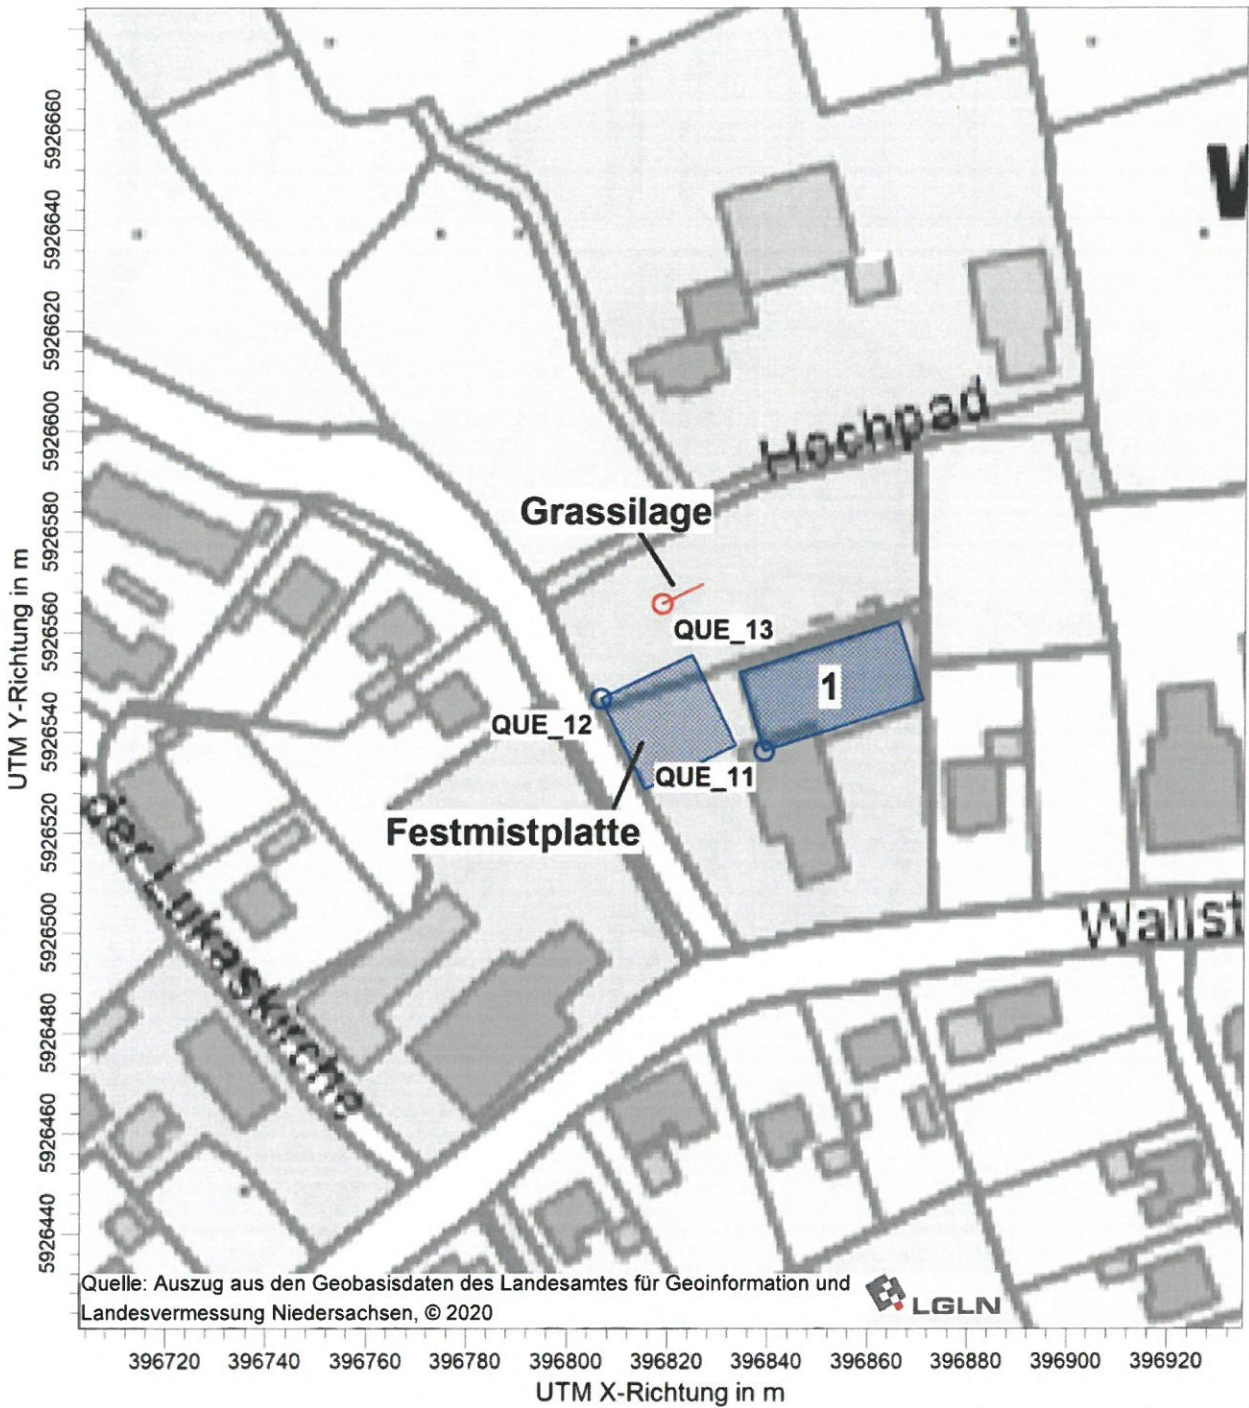 5926660
5926640
5926620
5926600
5926580
5926560
5926540
5926520
5926500
5926480
5926460
5926440
UTM Y-Richtung in m
W
Hochpad
Grassilage
QUE_13
1
QUE_12
QUE_11
Festmistplatte
der Lukaskirche
Wallst
Quelle: Auszug aus den Geobasisdaten des Landesamtes für Geoinformation und
Landesvermessung Niedersachsen, © 2020
LGLN
396720 396740 396760 396780 396800 396820 396840 396860 396880 396900 396920
UTM X-Richtung in m